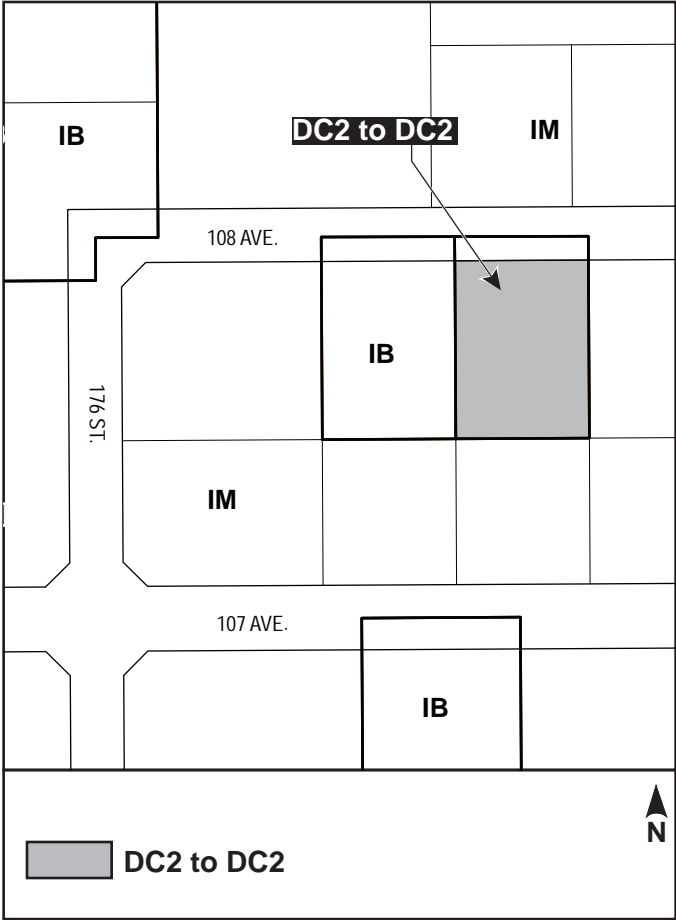 IB
DC2 to DC2
IM
108 AVE.
IB
176 ST.
IM
107 AVE.
IB
N
DC2 to DC2